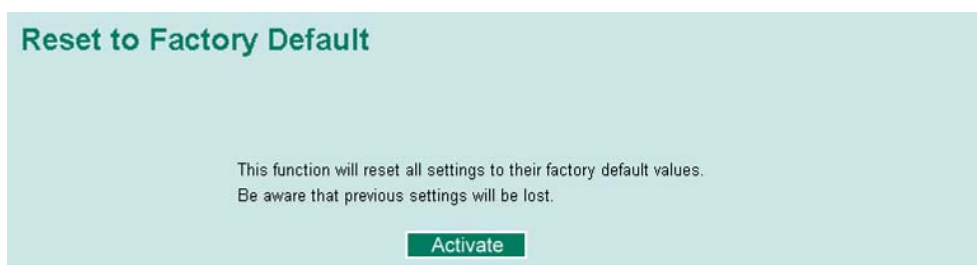 Reset to Factory Default
This function will reset all settings to their factory default values.
Be aware that previous settings will be lost.
Activate